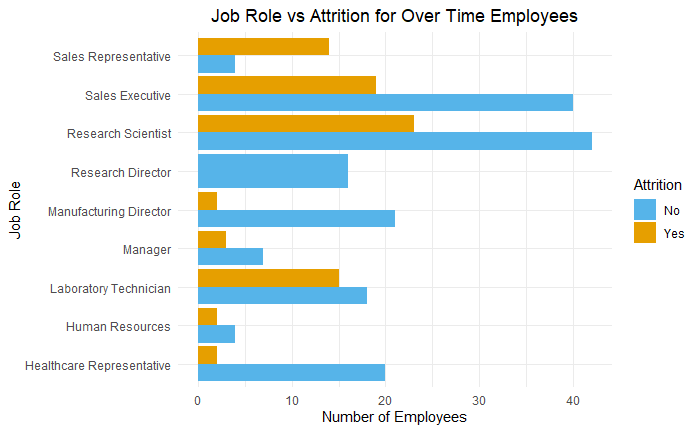 Job Role vs Attrition for Over Time Employees
Job Role
Sales Representative
Sales Executive
Research Scientist
Research Director
Manufacturing Director
Manager
Laboratory Technician
Human Resources
Healthcare Representative
0 10 20 30 40
Number of Employees
Attrition
No
Yes